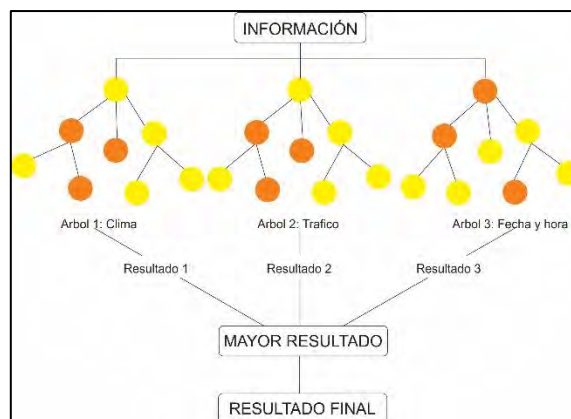 INFORMACIÓN
Arbol 1: Clima
Arbol 2: Trafico
Arbol 3: Fecha y hora
Resultado 1
Resultado 2
Resultado 3
MAYOR RESULTADO
RESULTADO FINAL